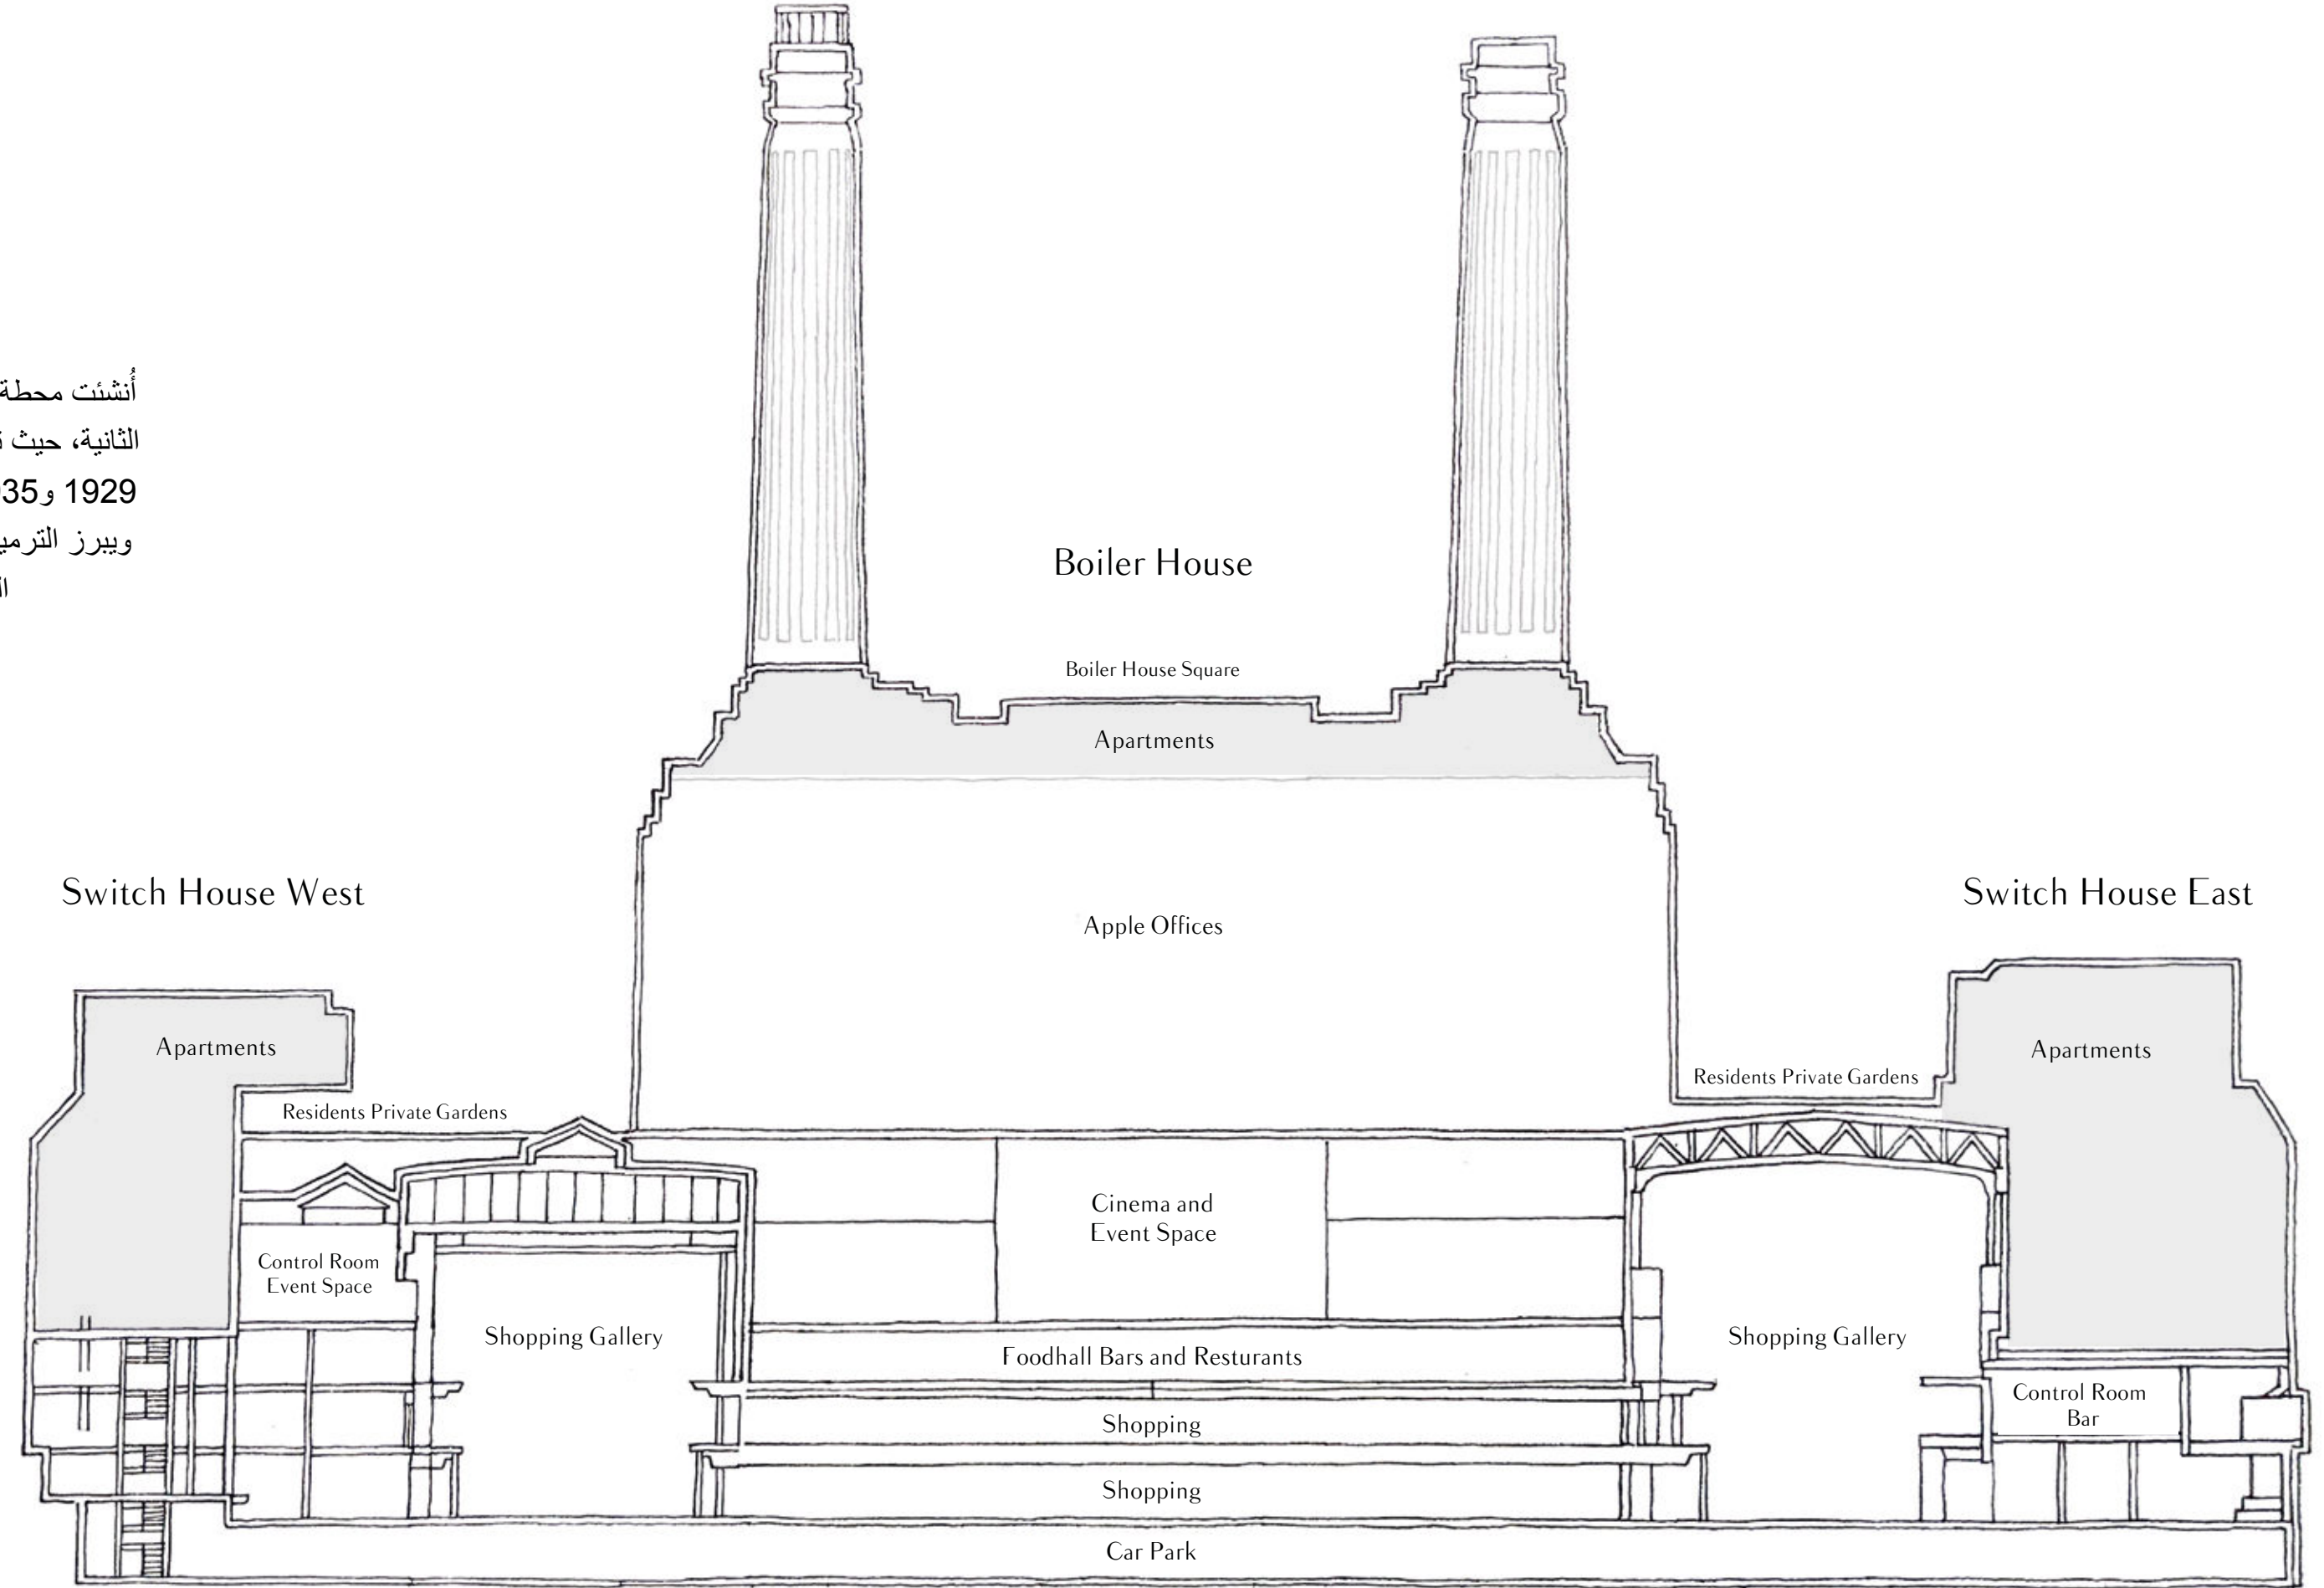 أُنشئت محطة
الثانية، حيث
1929 و35
ويبرز الترمي
Boiler House
Boiler House Square
Apartments
Switch House West
Switch House East
Apple Offices
Apartments
Apartments
Residents Private Gardens
Residents Private Gardens
Cinema and
Event Space
Control Room
Event Space
Shopping Gallery
Shopping Gallery
Foodhall Bars and Resturants
Control Room
Bar
Shopping
Shopping
Car Park